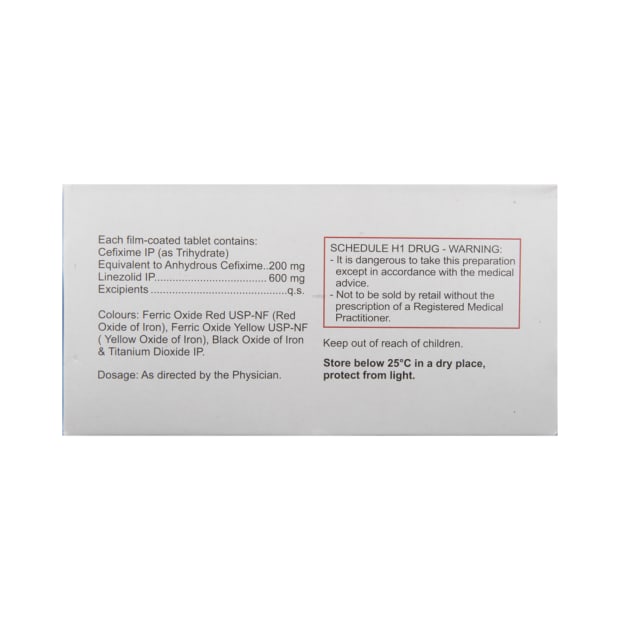 Each film-coated tablet contains:
Cefixime IP (as Trihydrate)
Equivalent to Anhydrous Cefixime..200 mg
Linezolid IP..................................... 600 mg
Excipients .............................................q.s.
Colours: Ferric Oxide Red USP-NF (Red
Oxide of Iron), Ferric Oxide Yellow USP-NF
( Yellow Oxide of Iron), Black Oxide of Iron
& Titanium Dioxide IP.
Dosage: As directed by the Physician.
SCHEDULE H1 DRUG - WARNING:
- It is dangerous to take this preparation
except in accordance with the medical
advice.
- Not to be sold by retail without the
prescription of a Registered Medical
Practitioner.
Keep out of reach of children.
Store below 25°C in a dry place,
protect from light.